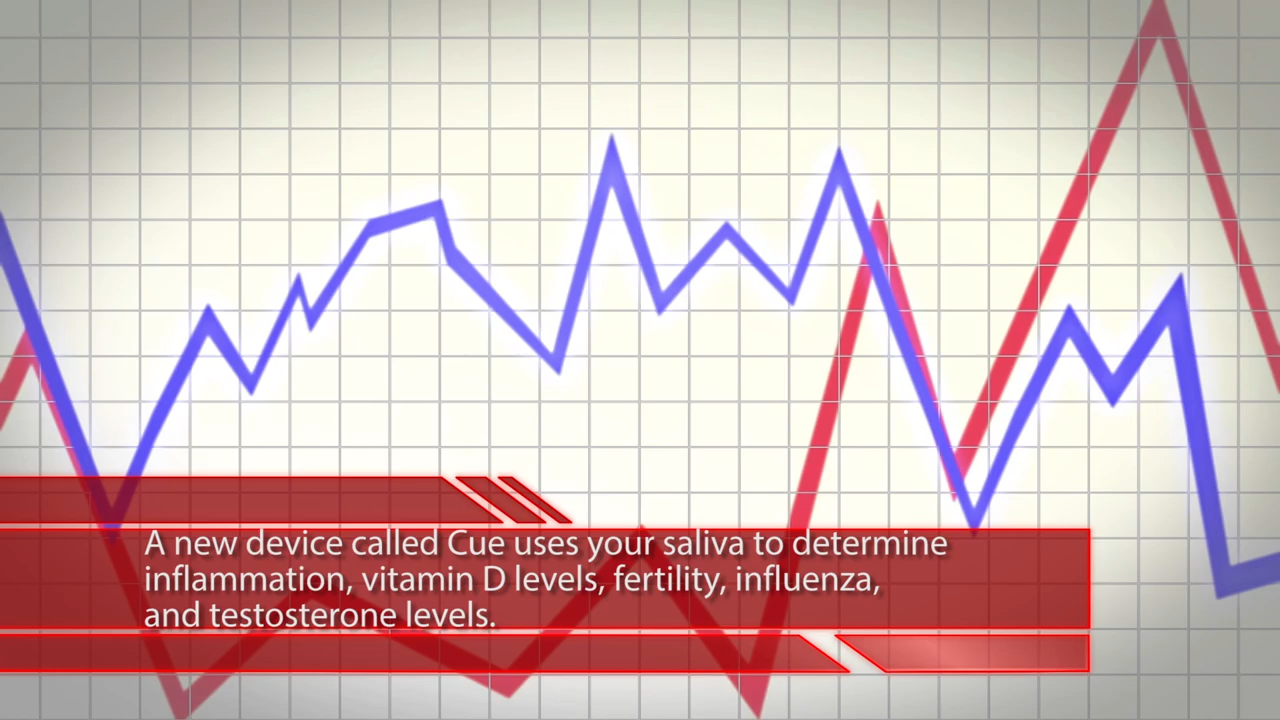 A new device called Cue uses your saliva to determine
inflammation, vitamin D levels, fertility, influenza,
and testosterone levels.